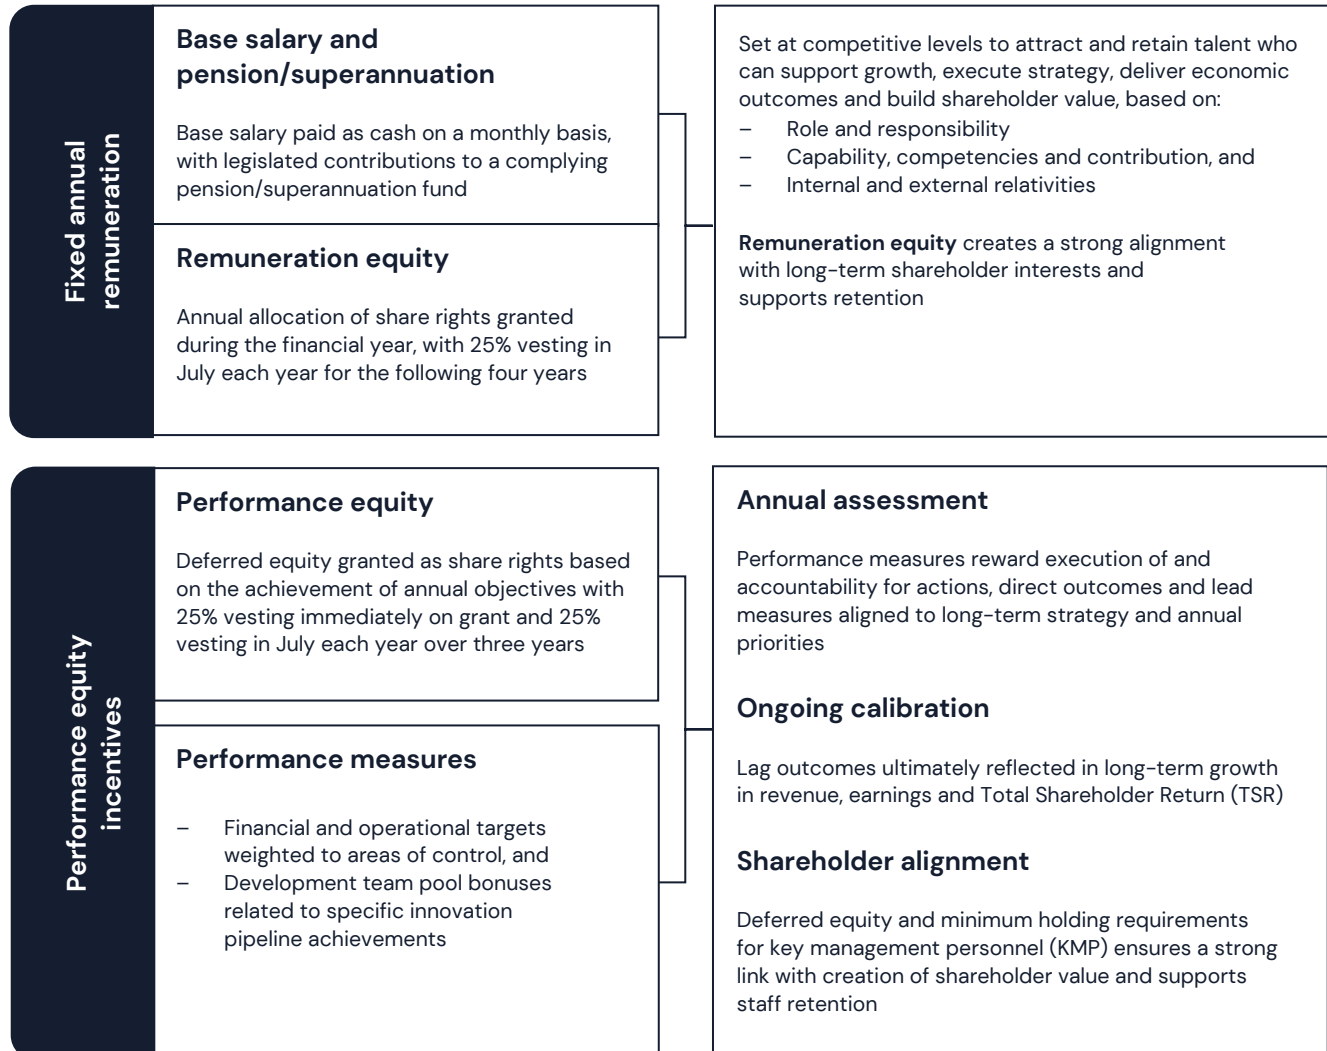 Fixed annual
remuneration
Base salary and
pension/superannuation
Base salary paid as cash on a monthly basis,
with legislated contributions to a complying
pension/superannuation fund
Remuneration equity
Annual allocation of share rights granted
during the financial year, with 25% vesting in
July each year for the following four years
Set at competitive levels to attract and retain talent who
can support growth, execute strategy, deliver economic
outcomes and build shareholder value, based on:
– Role and responsibility
– Capability, competencies and contribution, and
– Internal and external relativities
Remuneration equity creates a strong alignment
with long-term shareholder interests and
supports retention
Performance equity
incentives
Performance equity
Deferred equity granted as share rights based
on the achievement of annual objectives with
25% vesting immediately on grant and 25%
vesting in July each year over three years
Performance measures
– Financial and operational targets
weighted to areas of control, and
– Development team pool bonuses
related to specific innovation
pipeline achievements
Annual assessment
Performance measures reward execution of and
accountability for actions, direct outcomes and lead
measures aligned to long-term strategy and annual
priorities
Ongoing calibration
Lag outcomes ultimately reflected in long-term growth
in revenue, earnings and Total Shareholder Return (TSR)
Shareholder alignment
Deferred equity and minimum holding requirements
for key management personnel (KMP) ensures a strong
link with creation of shareholder value and supports
staff retention